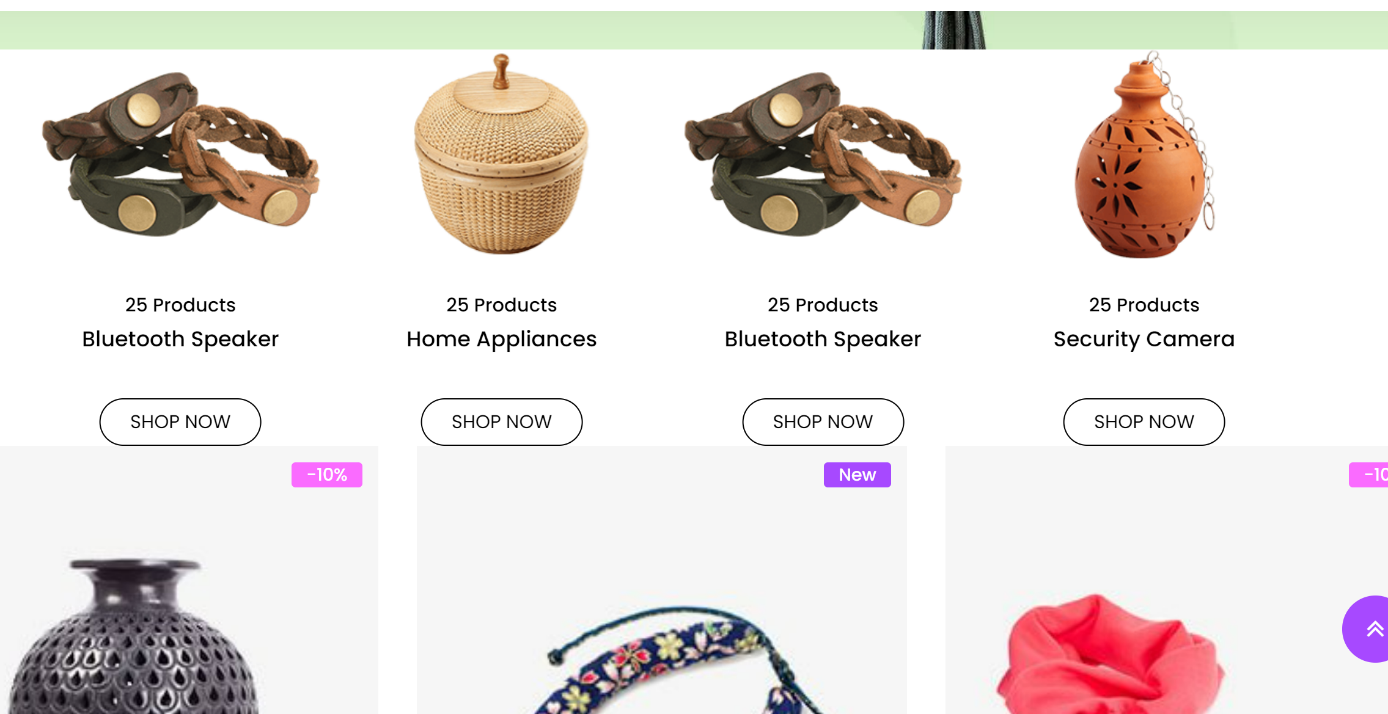 25 Products
Bluetooth Speaker
SHOP NOW
25 Products
Home Appliances
SHOP NOW
25 Products
Bluetooth Speaker
SHOP NOW
25 Products
Security Camera
SHOP NOW
-10%
New
-10